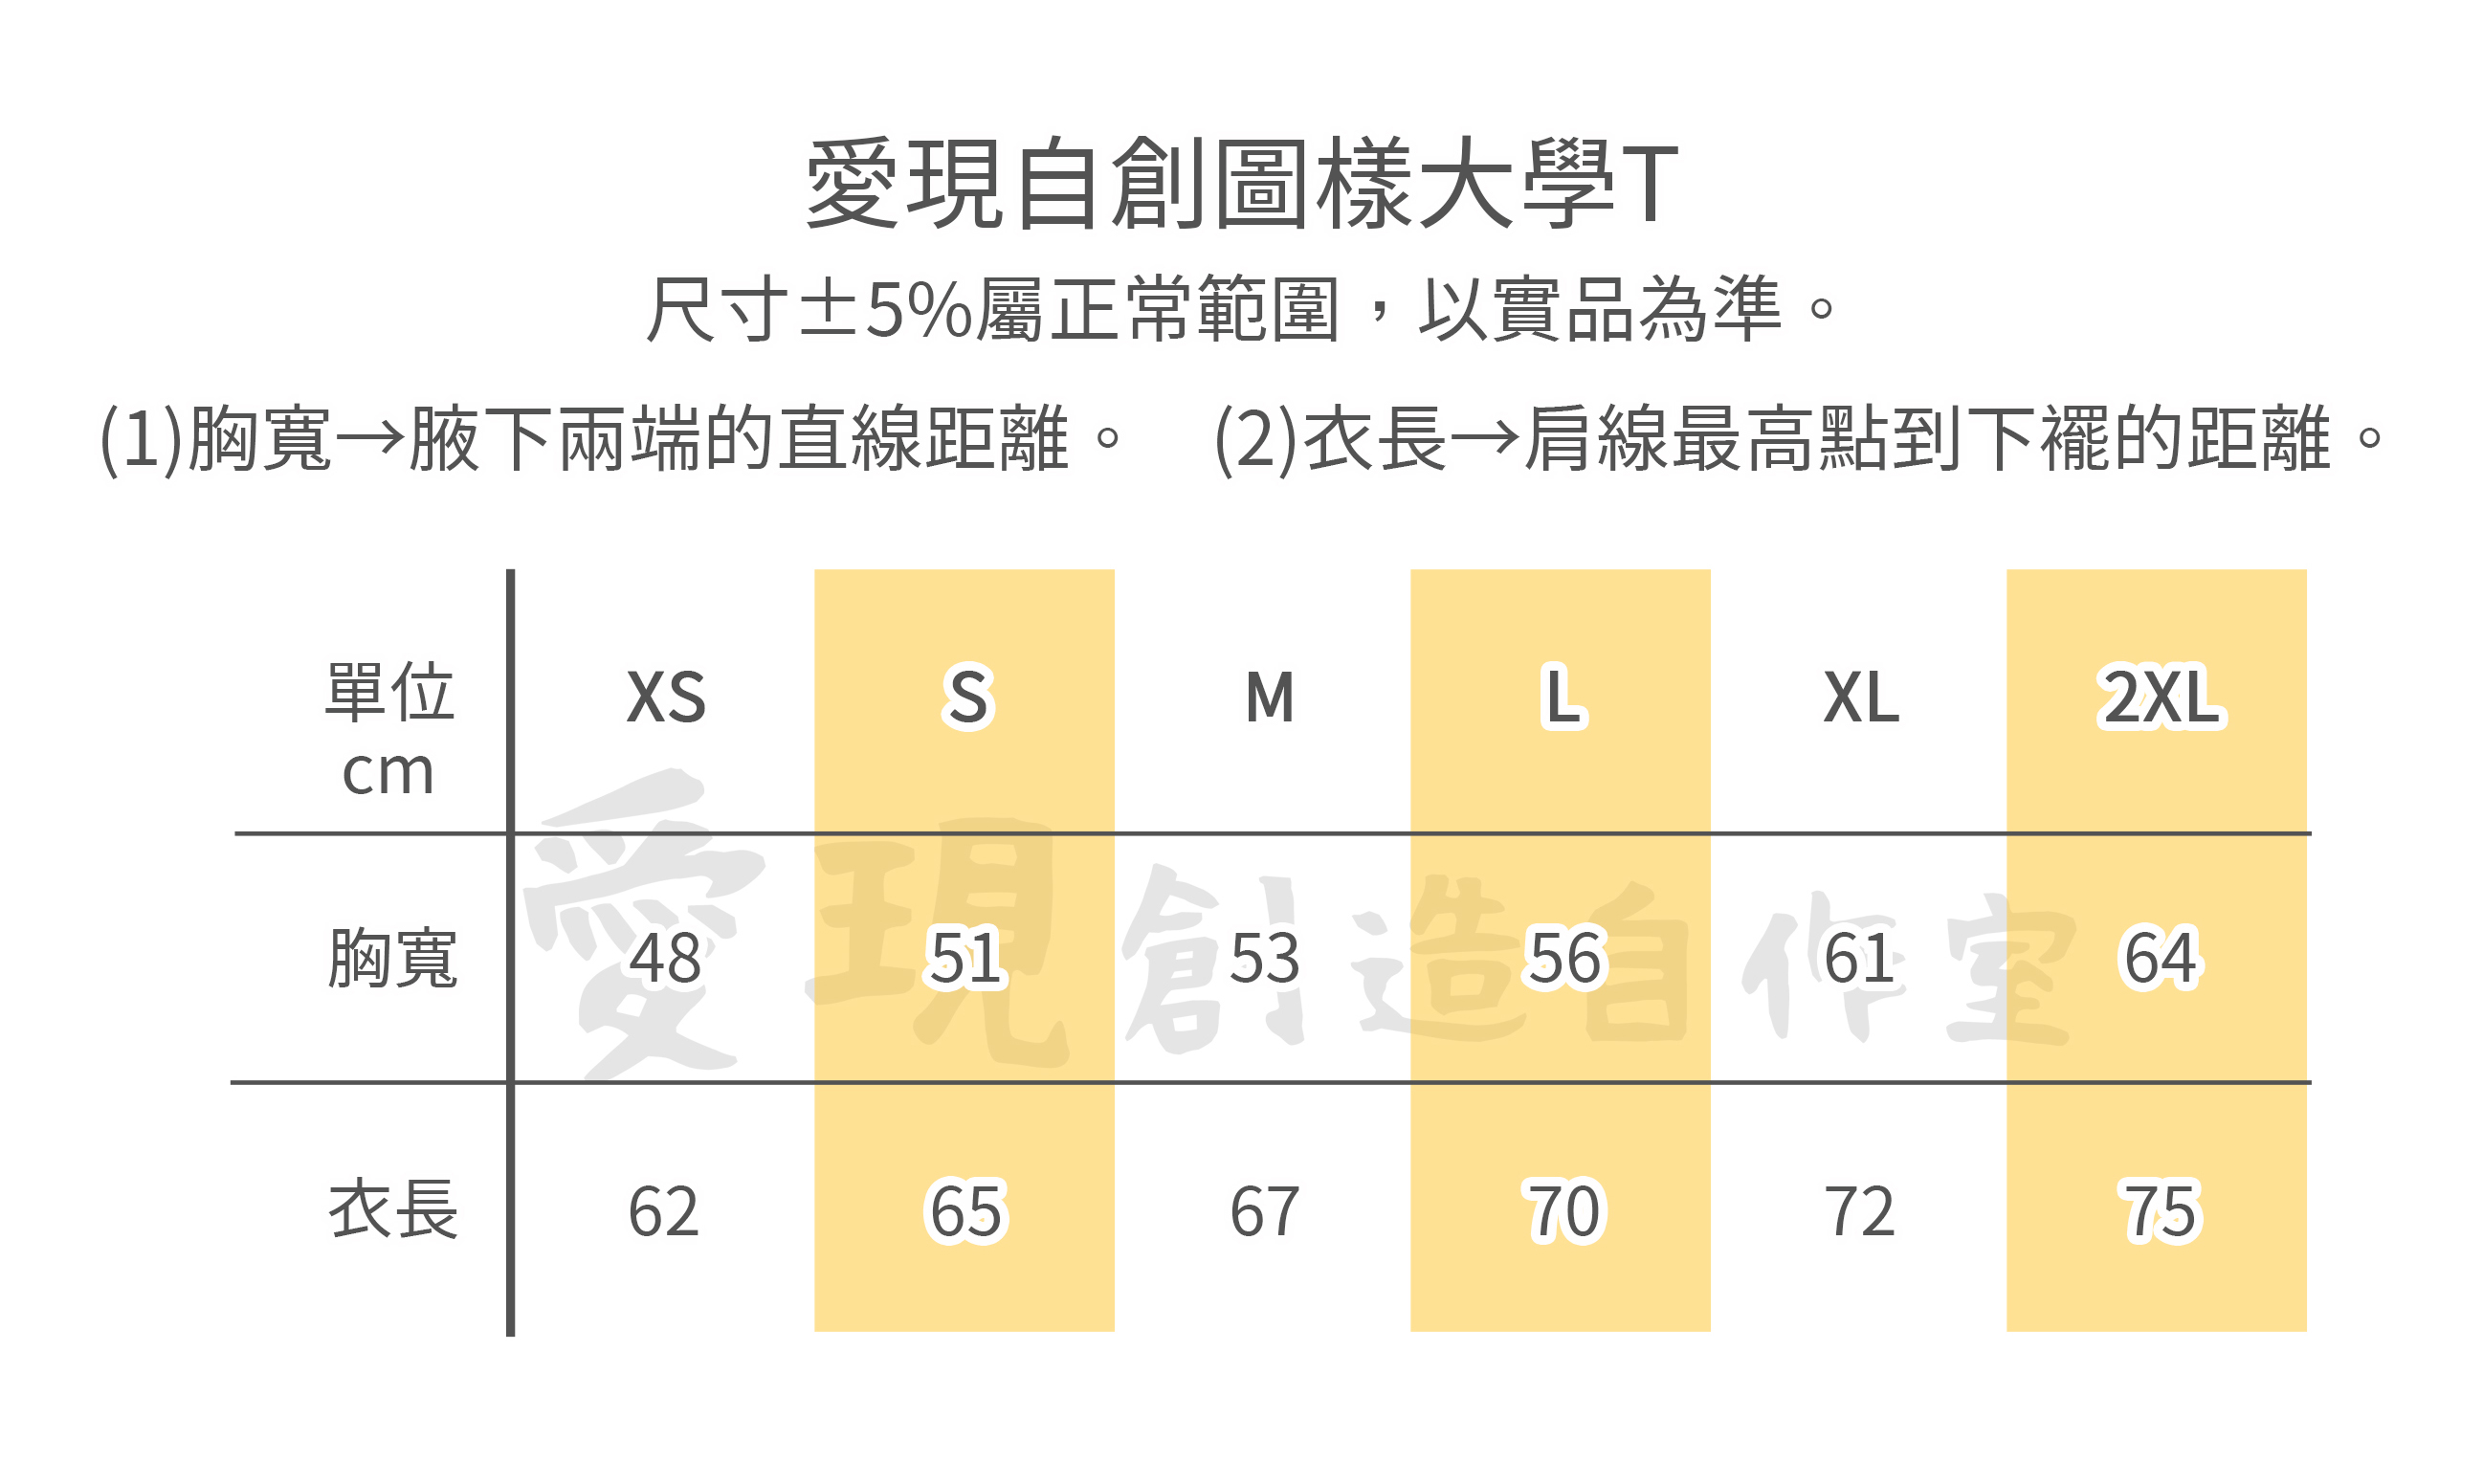 愛現自創圖樣大學T
尺寸±5%屬正常範圍，以實品為準。
(1)胸寬→腋下兩端的直線距離。 (2)衣長→肩線最高點到下襬的距離。
單位 XS S M L XL 2XL
cm
愛現創造自作室
胸寬 48 51 53 56 61 64
衣長 62 65 67 70 72 75